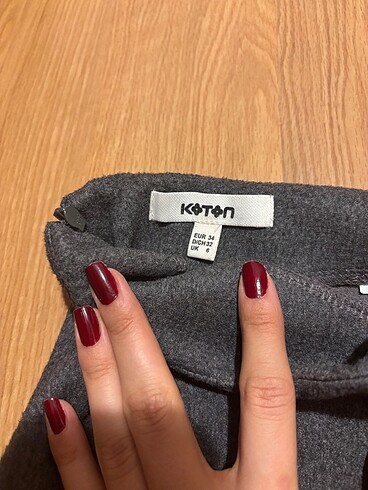 KOTON
EUR 34
D/CH 32
UK 6